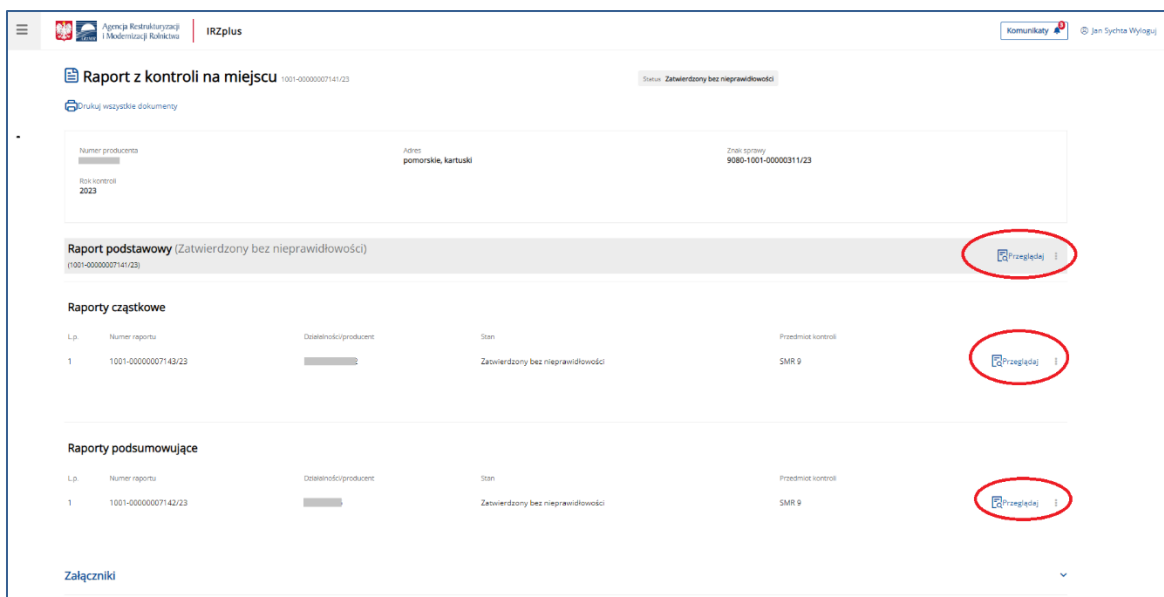 Agencja Restrukturyzacji
i Modernizacji Rolnictwa
IRZplus
Komunikaty 3
Jan Sychta Wyloguj
Raport z kontroli na miejscu 1001-00000007141/23
Status Zatwierdzony bez nieprawidłowości
Drukuj wszystkie dokumenty
Numer producenta Adres Znak sprawy
pomorskie, kartuski 9080-1001-00000311/23
Rok kontroli
2023
Raport podstawowy (Zatwierdzony bez nieprawidłowości)
(1001-00000007141/23)
Przeglądaj
Raporty cząstkowe
L.p. Numer raportu Działalności/producent Stan Przedmiot kontroli
1 1001-00000007143/23 Zatwierdzony bez nieprawidłowości SMR 9 Przeglądaj
Raporty podsumowujące
L.p. Numer raportu Działalności/producent Stan Przedmiot kontroli
1 1001-00000007142/23 Zatwierdzony bez nieprawidłowości SMR 9 Przeglądaj
Załączniki